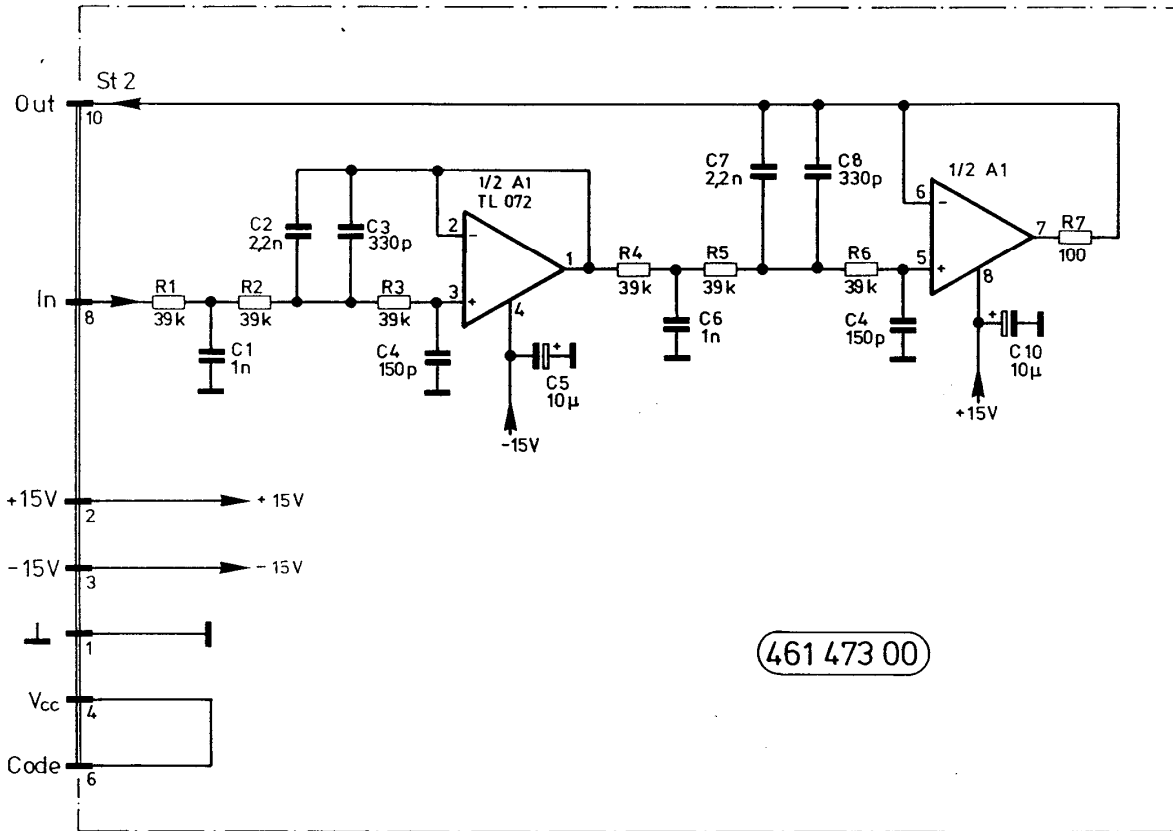 St 2
Out
10
C7
2,2n
C8
330p
1/2 A1
1/2 A1
TL 072
6
-
7
R7
100
C2
2,2n
C3
330p
2
-
1
R4
39k
R5
39k
R6
39k
5
+
8
In
8
R1
39k
R2
39k
R3
39k
3
+
4
C6
1n
C4
150p
+
C10
10µ
C1
1n
C4
150p
+
C5
10µ
+15V
-15V
+15V
2
+15V
-15V
3
-15V
1
461 473 00
Vcc
4
Code
6